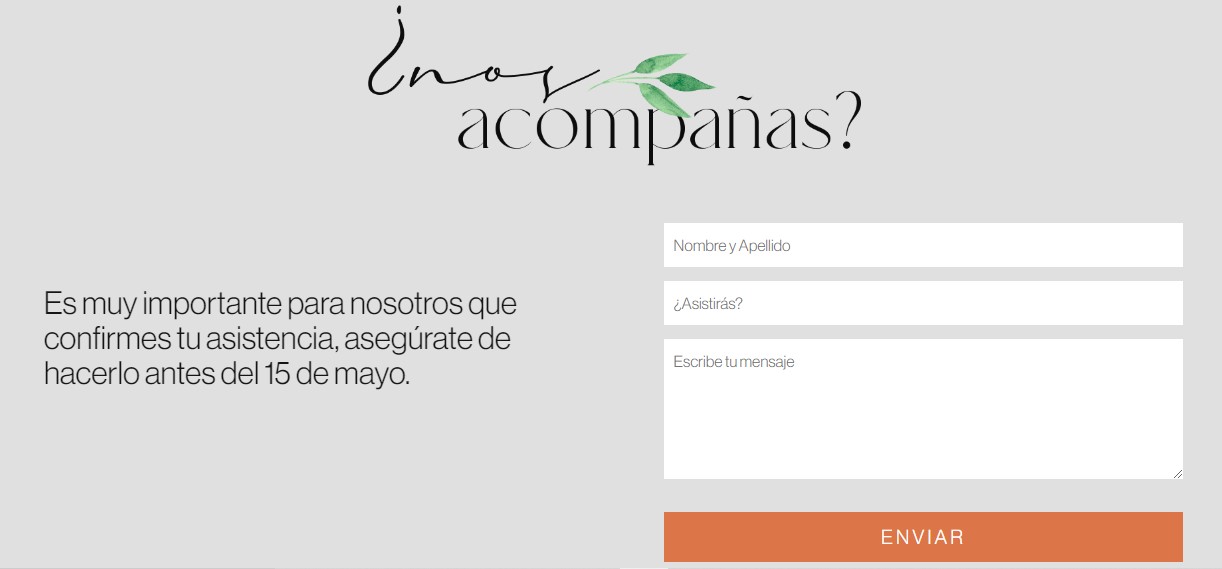 ¿nos
acompañas?
Es muy importante para nosotros que
confirmes tu asistencia, asegúrate de
hacerlo antes del 15 de mayo.
Nombre y Apellido
¿Asistirás?
Escribe tu mensaje
ENVIAR